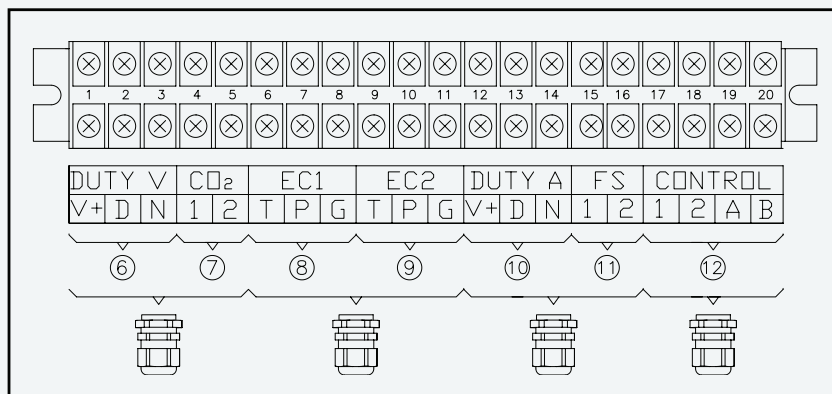 1 2 3 4 5 6 7 8 9 10 11 12 13 14 15 16 17 18 19 20
DUTY V CO₂ EC1 EC2 DUTY A FS CONTROL
V+ D N 1 2 T P G T P G V+ D N 1 2 1 2 A B
⑥ ⑦ ⑧ ⑨ ⑩ ⑪ ⑫